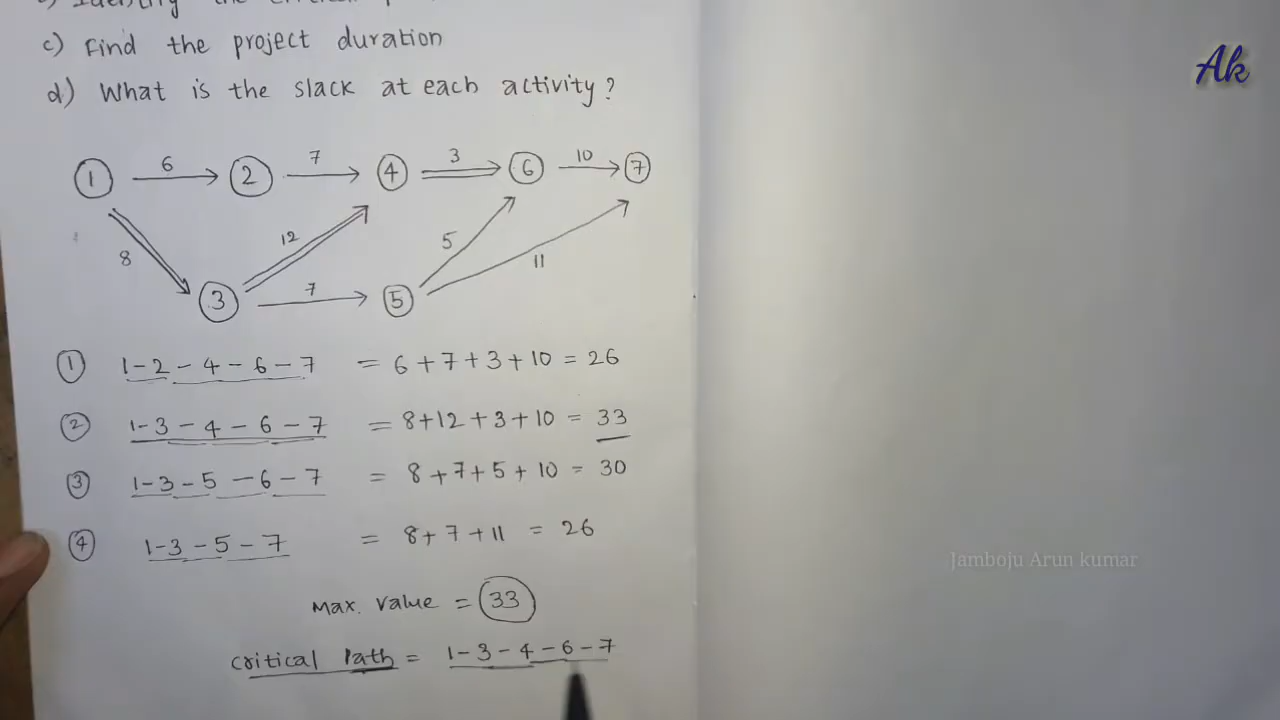 c) Find the project duration
d) What is the slack at each activity?
Ak
1 6 2 7 4 3 6 10 7
8 12 5 11
3 7 5
1 1-2-4-6-7 = 6+7+3+10 = 26
2 1-3-4-6-7 = 8+12+3+10 = 33
3 1-3-5-6-7 = 8+7+5+10 = 30
4 1-3-5-7 = 8+7+11 = 26
Jamboju Arun kumar
Max. Value = 33
Critical Path = 1-3-4-6-7